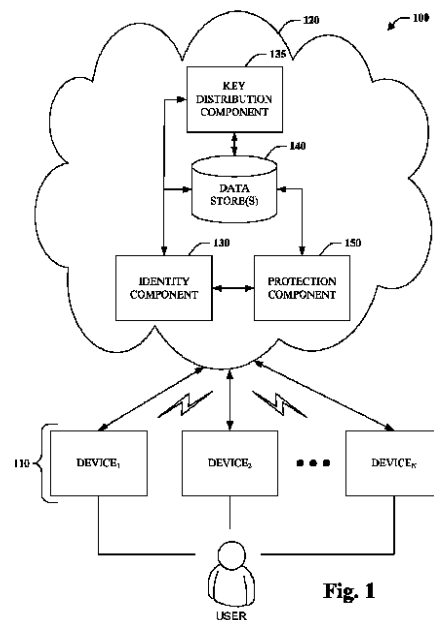 120
100
135
KEY
DISTRIBUTION
COMPONENT
140
DATA
STORE(S)
130
150
IDENTITY
COMPONENT
PROTECTION
COMPONENT
110
DEVICE₁
DEVICE₂
DEVICE_N
USER
Fig. 1